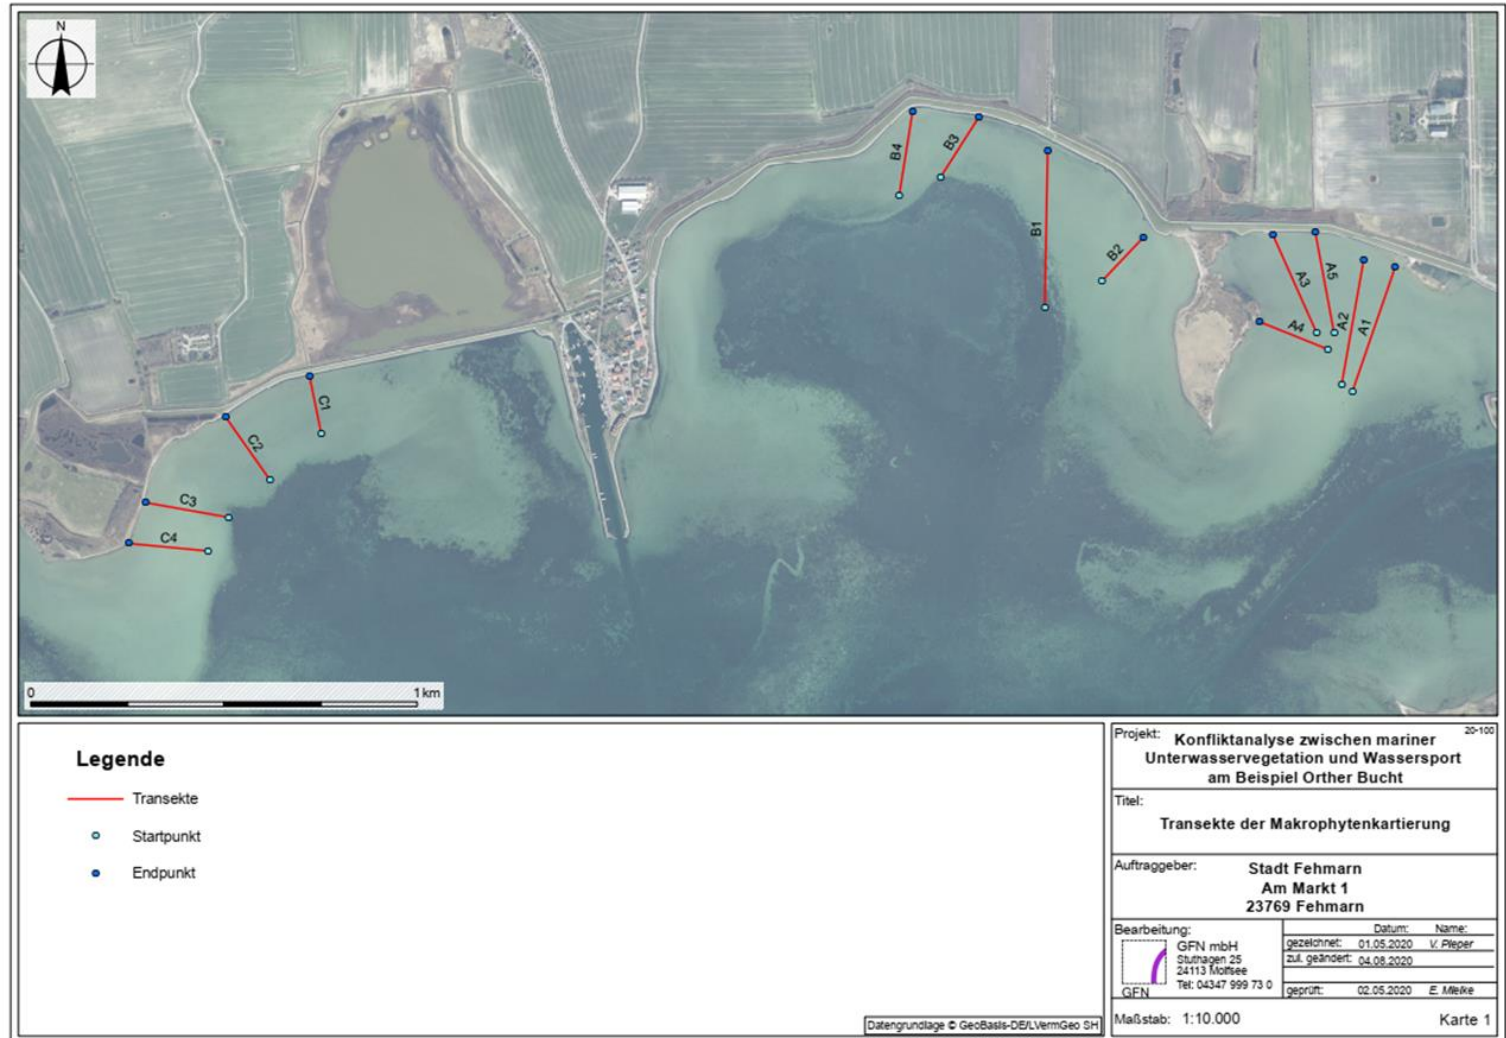 N
B4
B3
B1
B2
A3
A5
A4
A2
A1
C1
C2
C3
C4
0 1 km
Legende
Transekte
Startpunkt
Endpunkt
Datengrundlage © GeoBasis-DE/LVermGeo SH
Projekt: 20-100
Konfliktanalyse zwischen mariner
Unterwasservegetation und Wassersport
am Beispiel Orther Bucht
Titel:
Transekte der Makrophytenkartierung
Auftraggeber: Stadt Fehmarn
Am Markt 1
23769 Fehmarn
Bearbeitung:
GFN mbH
Stuthagen 25
24113 Molfsee
Tel: 04347 999 73 0
GFN
Datum: Name:
gezeichnet: 01.05.2020 V. Pieper
zul. geändert: 04.08.2020
geprüft: 02.05.2020 E. Mielke
Maßstab: 1:10.000 Karte 1